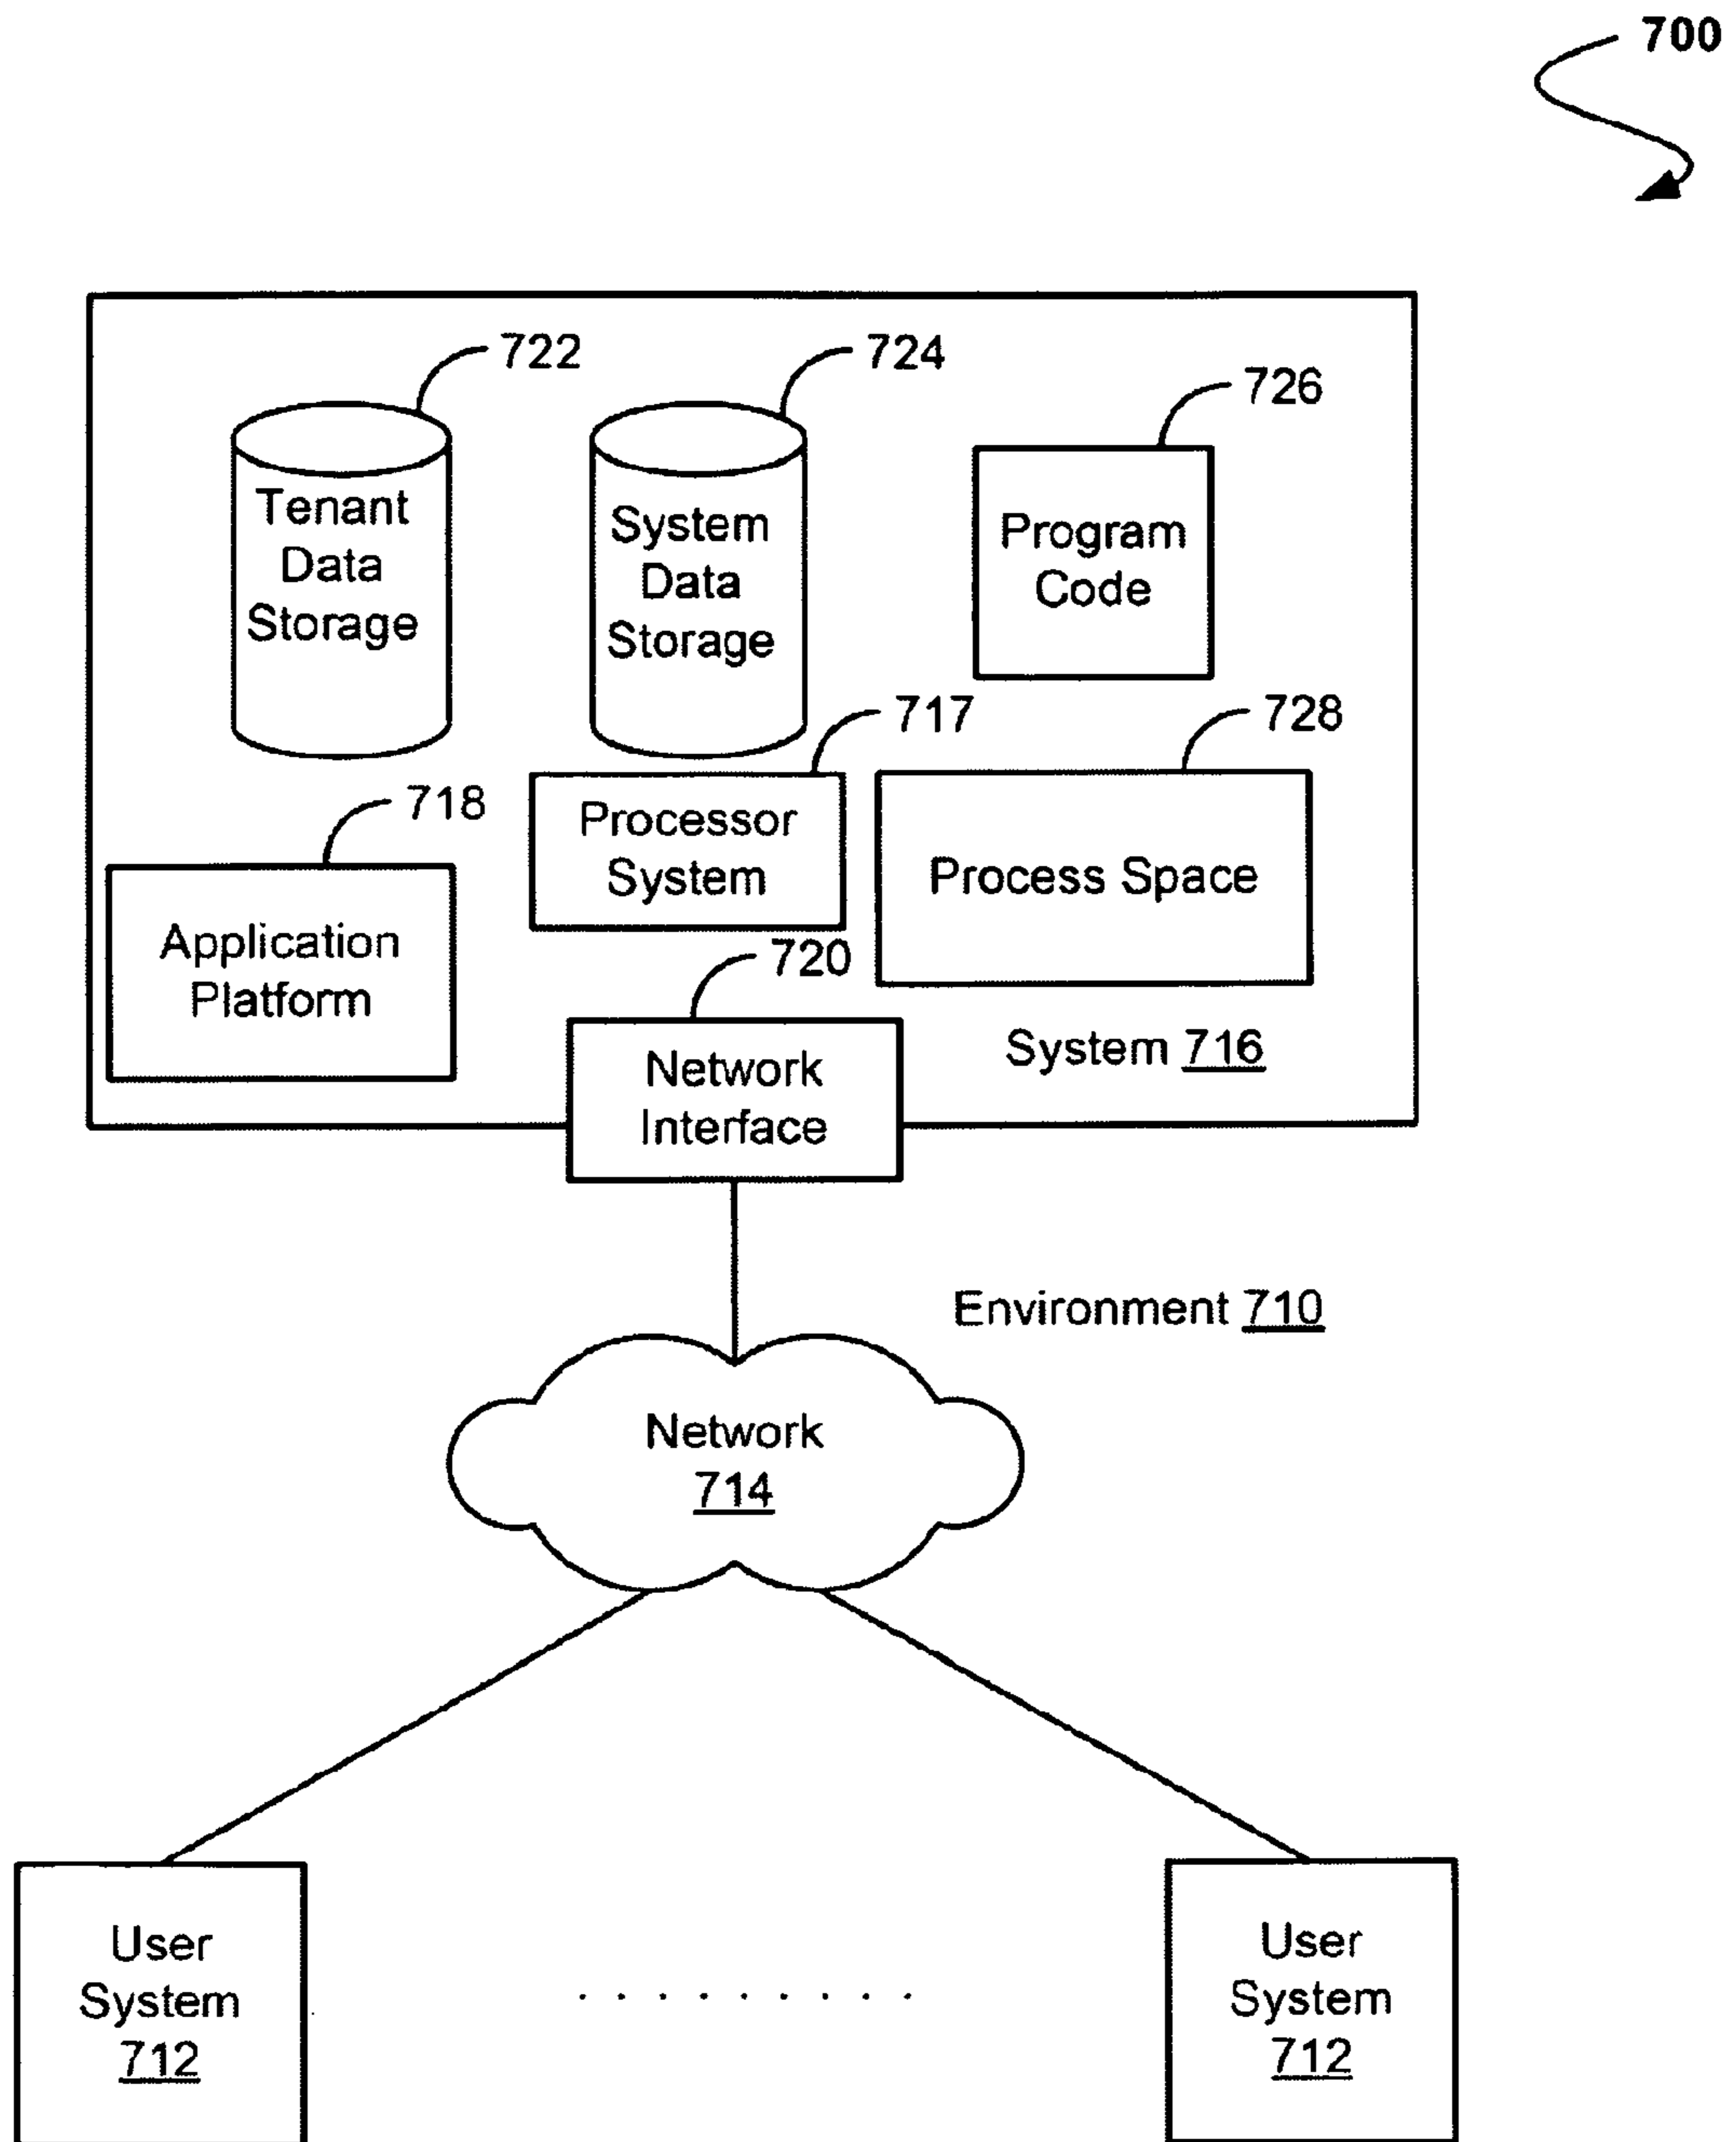 700
722
724
726
Tenant
Data
Storage
System
Data
Storage
Program
Code
717
728
718
Processor
System
Process Space
Application
Platform
720
System 716
Network
Interface
Environment 710
Network
714
User
System
712
. . . . . . . . .
User
System
712